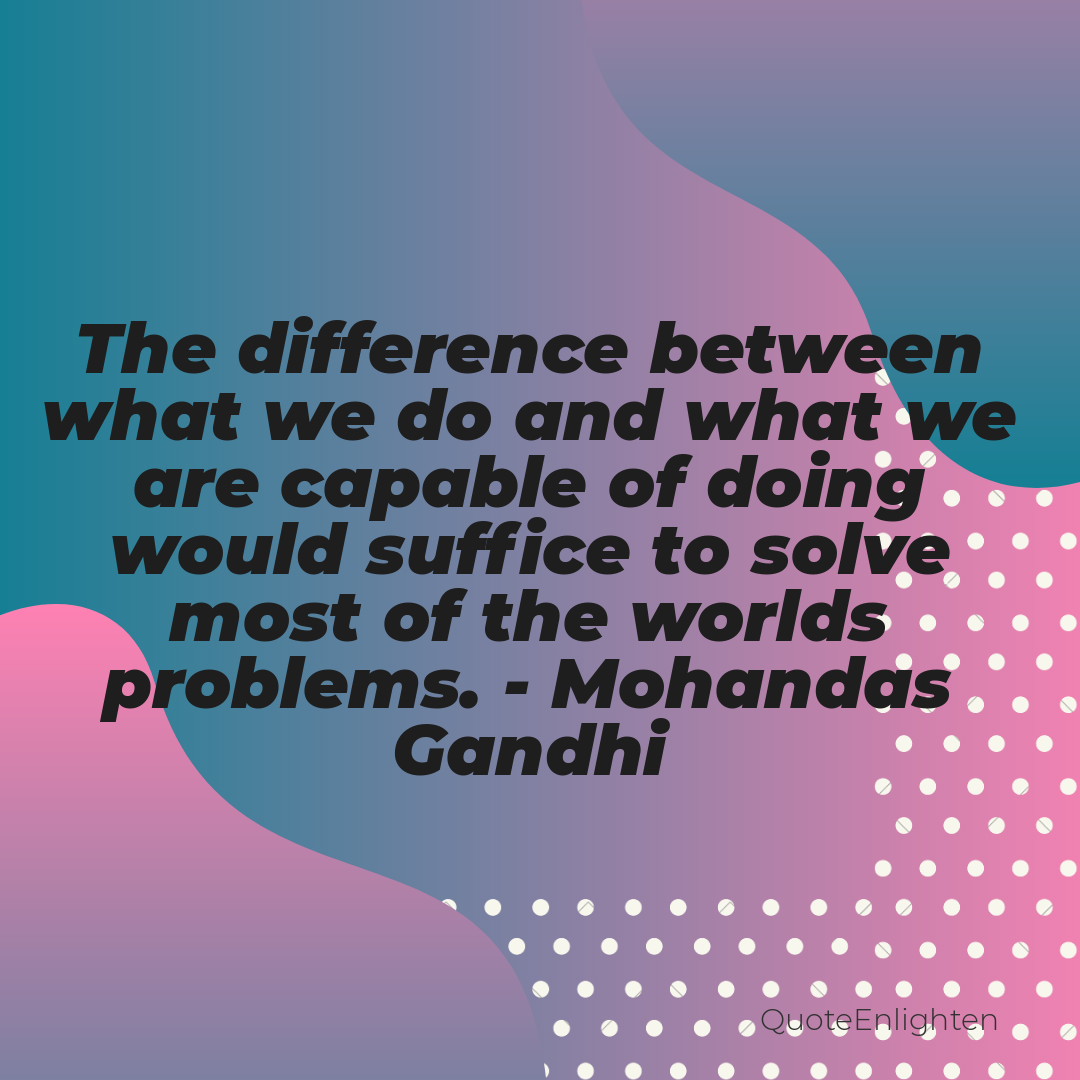 The difference between
what we do and what we
are capable of doing
would suffice to solve
most of the worlds
problems. - Mohandas
Gandhi
QuoteEnlighten